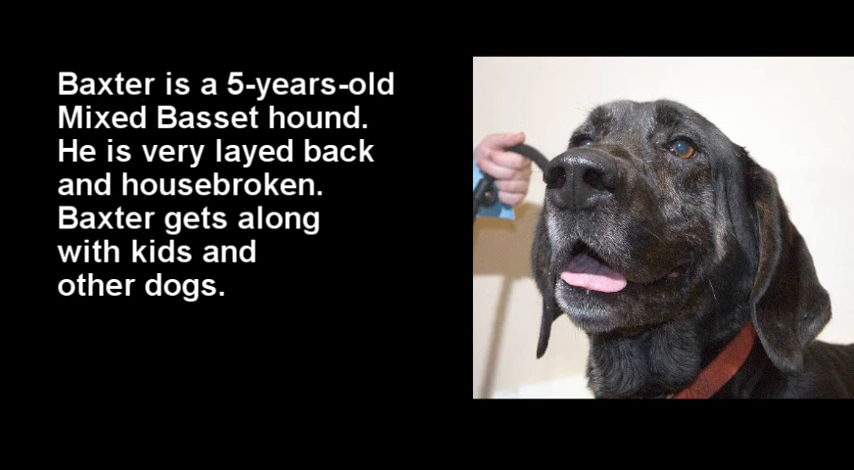 Baxter is a 5-years-old
Mixed Basset hound.
He is very layed back
and housebroken.
Baxter gets along
with kids and
other dogs.